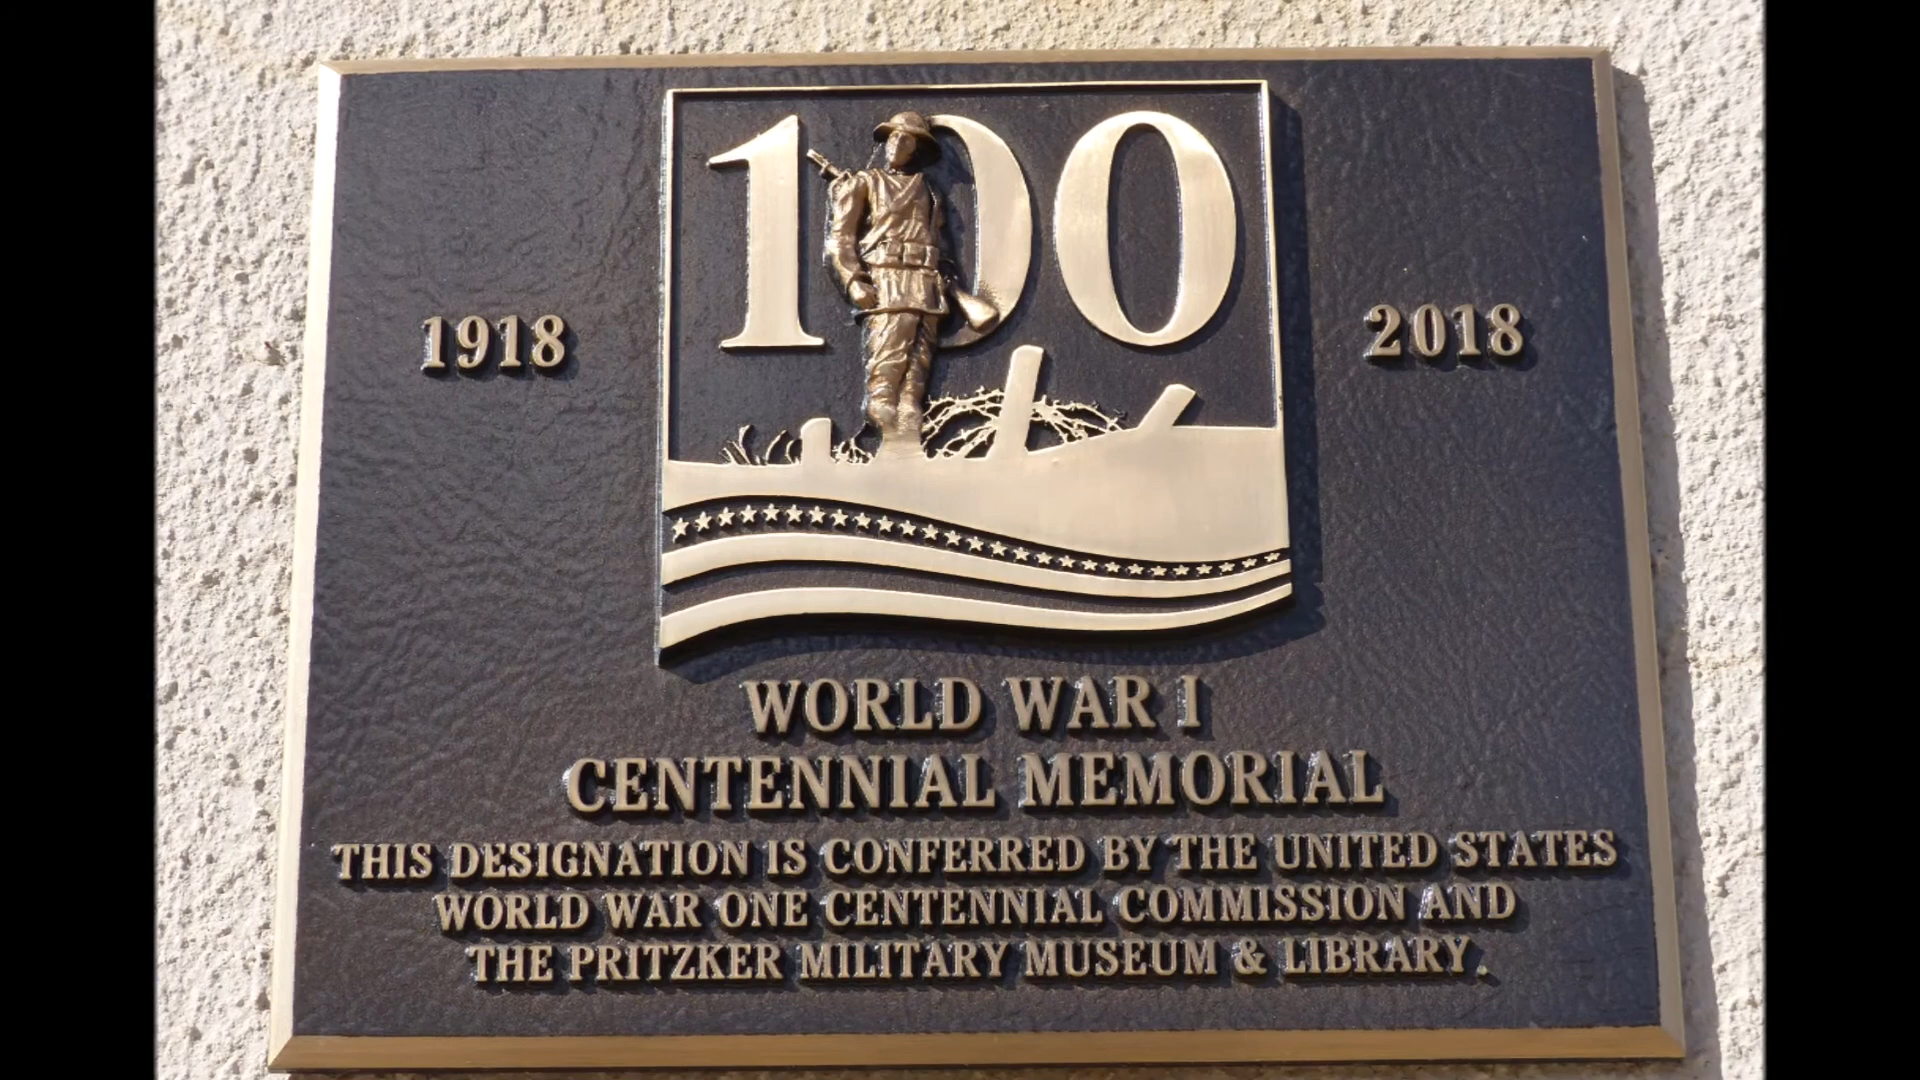 100
1918
2018
WORLD WAR I
CENTENNIAL MEMORIAL
THIS DESIGNATION IS CONFERRED BY THE UNITED STATES
WORLD WAR ONE CENTENNIAL COMMISSION AND
THE PRITZKER MILITARY MUSEUM & LIBRARY.